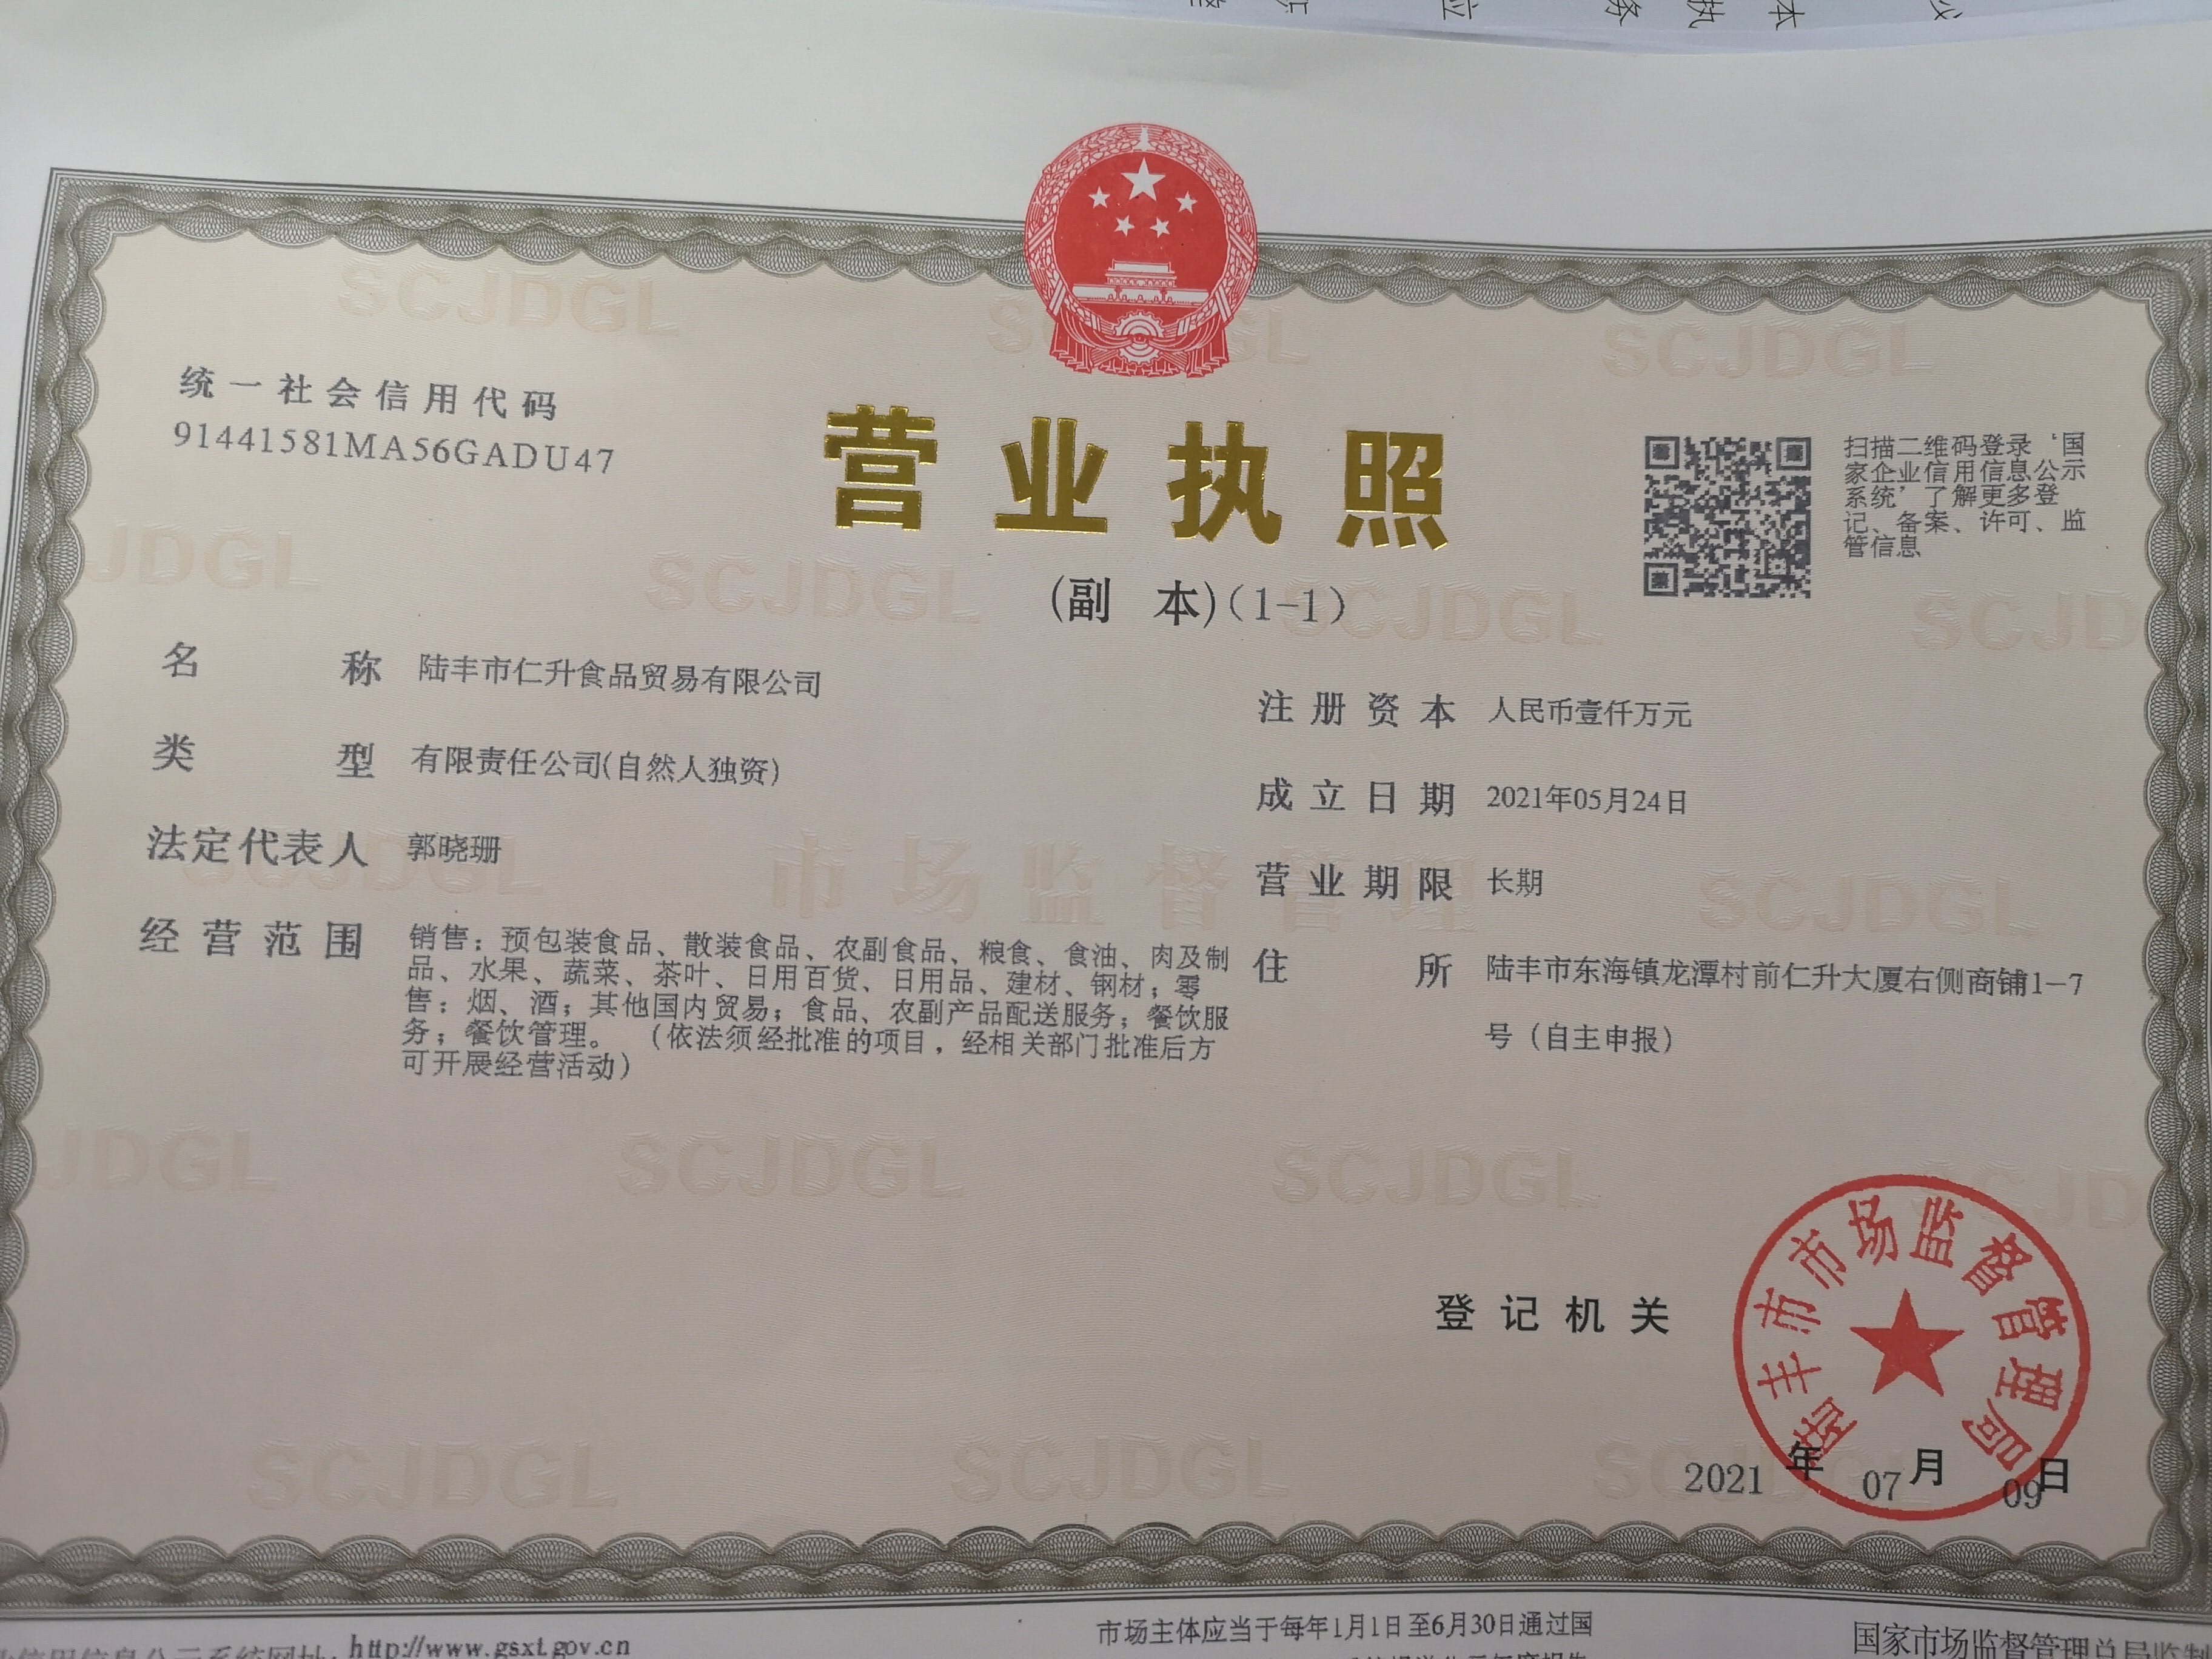 统一社会信用代码
91441581MA56GADU47
营业执照
(副 本)(1-1)
扫描二维码登录‘国
家企业信用信息公示
系统’了解更多登
记、备案、许可、监
管信息
名 称 陆丰市仁升食品贸易有限公司
类 型 有限责任公司(自然人独资)
法定代表人 郭晓珊
经营范围 销售：预包装食品、散装食品、农副食品、粮食、食油、肉及制
品、水果、蔬菜、茶叶、日用百货、日用品、建材、钢材；零
售：烟、酒；其他国内贸易；食品、农副产品配送服务；餐饮服
务；餐饮管理。（依法须经批准的项目，经相关部门批准后方
可开展经营活动）
注册资本 人民币壹仟万元
成立日期 2021年05月24日
营业期限 长期
住 所 陆丰市东海镇龙潭村前仁升大厦右侧商铺1-7
号（自主申报）
登记机关
陆丰市市场监督管理局
2021 年 07 月 09 日
http://www.gsxt.gov.cn
市场主体应当于每年1月1日至6月30日通过国
国家市场监督管理总局监制
SCJDGL
市场监督管理